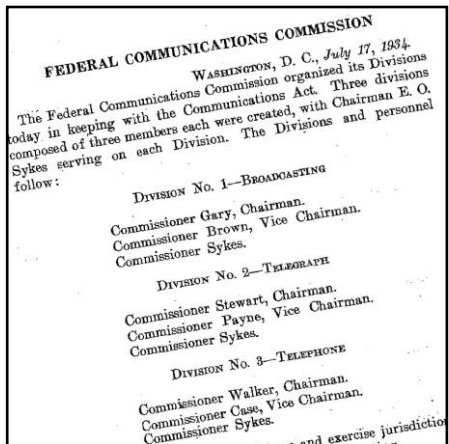 FEDERAL COMMUNICATIONS COMMISSION
WASHINGTON, D. C., July 17, 1934.
The Federal Communications Commission organized its Divisions
today in keeping with the Communications Act. Three divisions
composed of three members each were created, with Chairman E. O.
Sykes serving on each Division. The Divisions and personnel
follow:
DIVISION No. 1—BROADCASTING
Commissioner Gary, Chairman.
Commissioner Brown, Vice Chairman.
Commissioner Sykes.
DIVISION No. 2—TELEGRAPH
Commissioner Stewart, Chairman.
Commissioner Payne, Vice Chairman.
Commissioner Sykes.
DIVISION No. 3—TELEPHONE
Commissioner Walker, Chairman.
Commissioner Case, Vice Chairman.
Commissioner Sykes.
and exercise jurisdiction